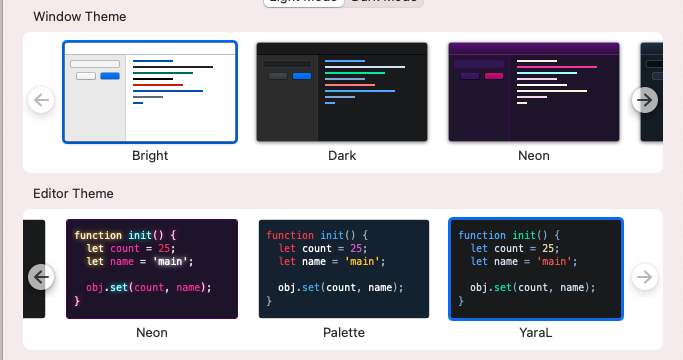 Light Mode Dark Mode
Window Theme
Bright Dark Neon
Editor Theme
function init() {
let count = 25;
let name = 'main';
obj.set(count, name);
}
function init() {
let count = 25;
let name = 'main';
obj.set(count, name);
}
function init() {
let count = 25;
let name = 'main';
obj.set(count, name);
}
Neon Palette YaraL